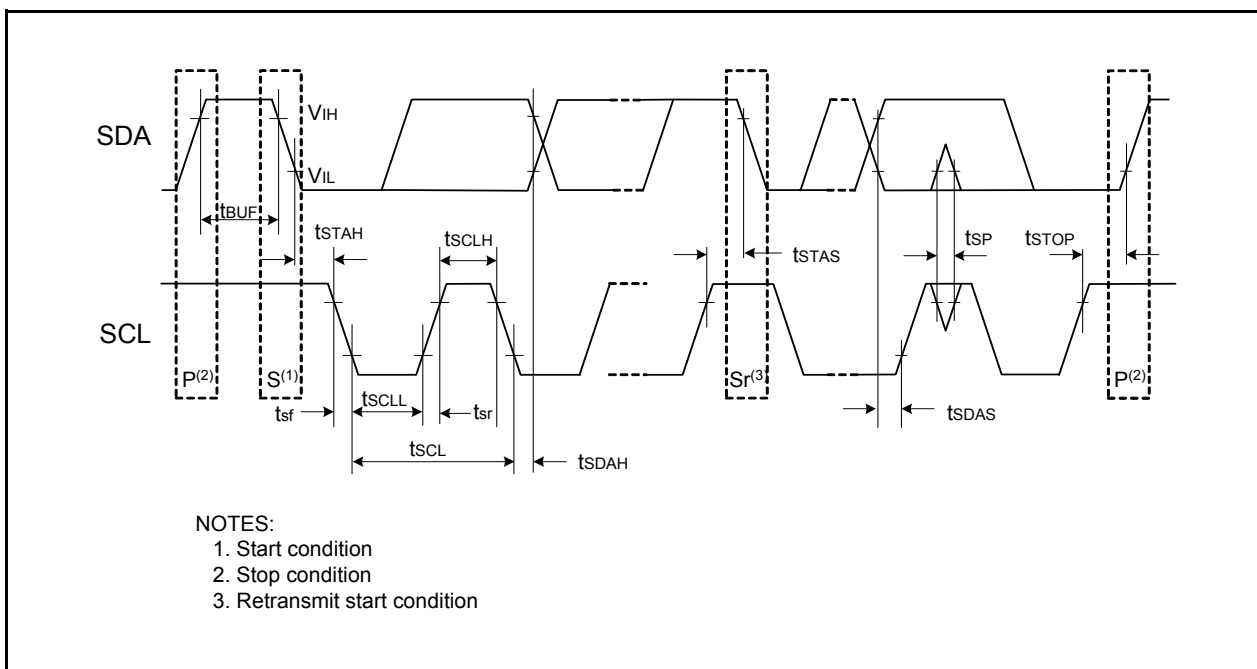 SDA
VIH
VIL
tBUF
tSTAH
tSCLH
tSTAS
tSP
tSTOP
SCL
P(2)
S(1)
Sr(3)
P(2)
tsf
tSCLL
tsr
tSDAS
tSCL
tSDAH
NOTES:
1. Start condition
2. Stop condition
3. Retransmit start condition